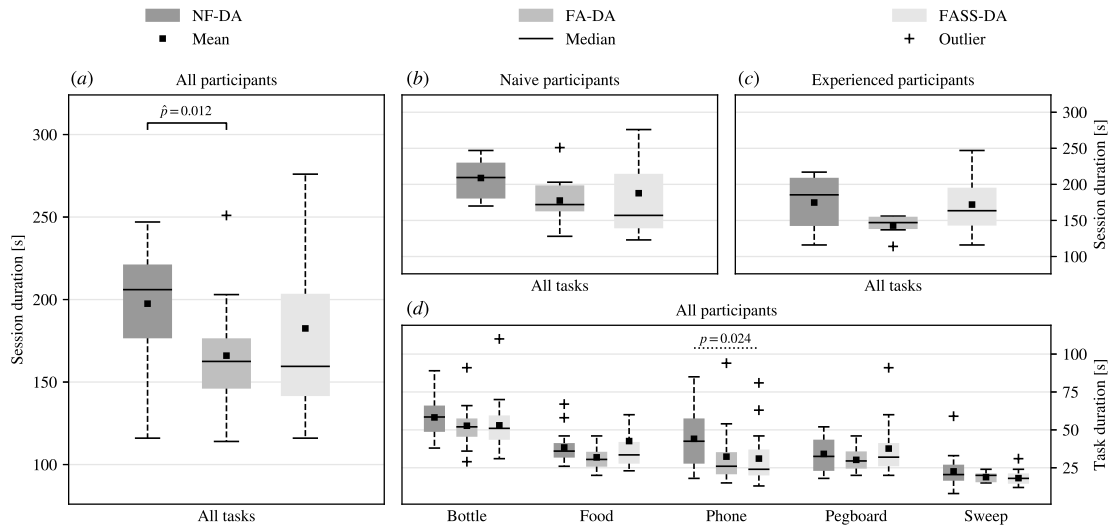 NF-DA FA-DA FASS-DA
Mean Median Outlier
(a) All participants
p̂ = 0.012
300
250
200
150
100
Session duration [s]
All tasks
(b) Naive participants
All tasks
(c) Experienced participants
300
250
200
150
100
Session duration [s]
All tasks
(d) All participants
p = 0.024
100
75
50
25
Task duration [s]
Bottle Food Phone Pegboard Sweep